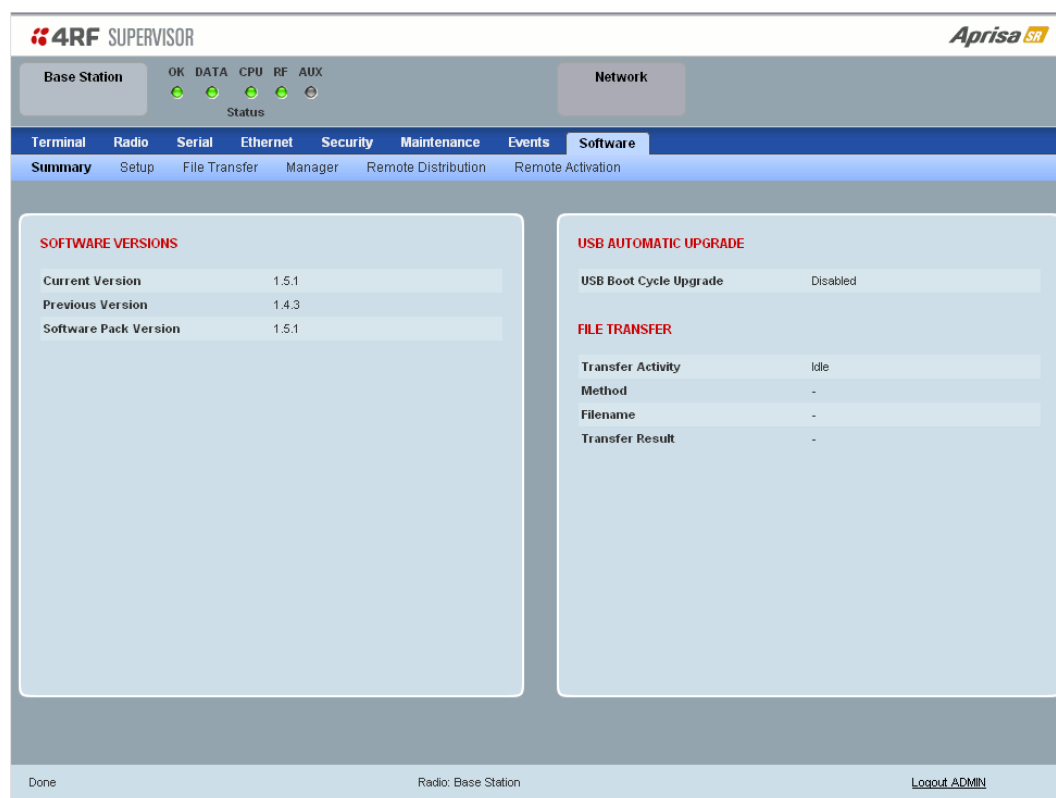 4RF SUPERVISOR
Aprisa SR
Base Station
OK DATA CPU RF AUX
Status
Network
Terminal Radio Serial Ethernet Security Maintenance Events Software
Summary Setup File Transfer Manager Remote Distribution Remote Activation
SOFTWARE VERSIONS
Current Version 1.5.1
Previous Version 1.4.3
Software Pack Version 1.5.1
USB AUTOMATIC UPGRADE
USB Boot Cycle Upgrade Disabled
FILE TRANSFER
Transfer Activity Idle
Method -
Filename -
Transfer Result -
Done
Radio: Base Station
Logout ADMIN